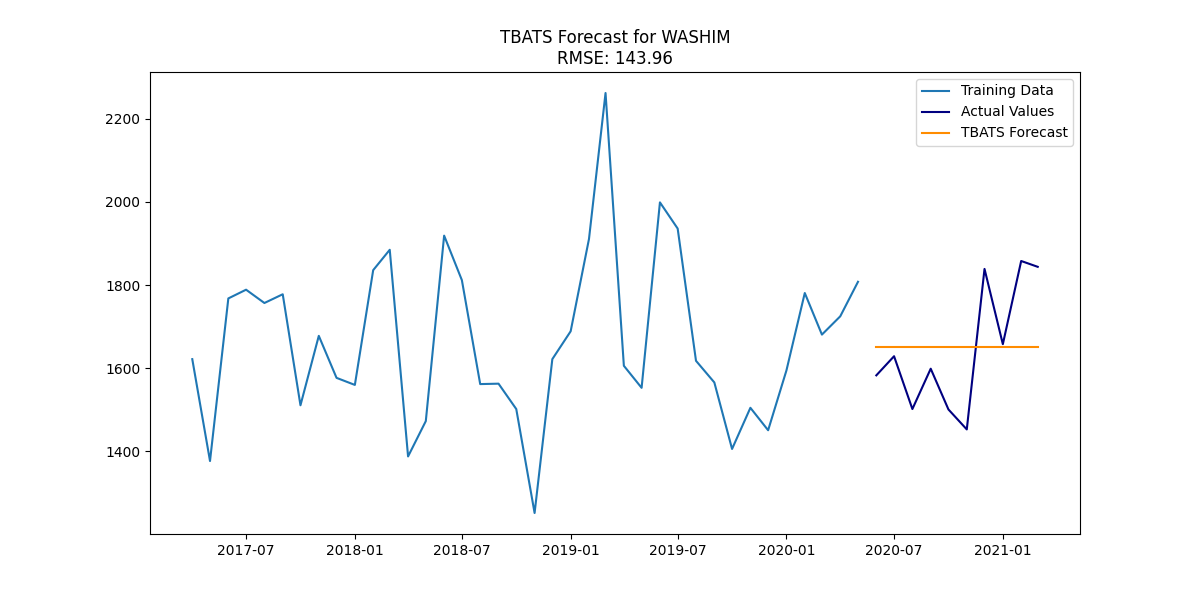 TBATS Forecast for WASHIM
RMSE: 143.96
Training Data
Actual Values
TBATS Forecast
2200
2000
1800
1600
1400
2017-07
2018-01
2018-07
2019-01
2019-07
2020-01
2020-07
2021-01